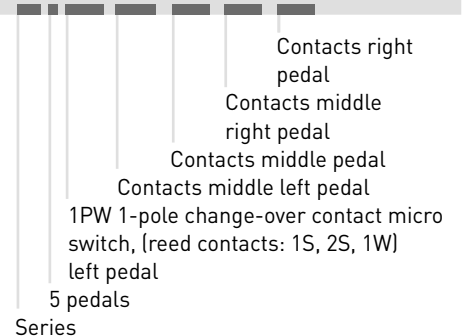 Contacts right
pedal
Contacts middle
right pedal
Contacts middle pedal
Contacts middle left pedal
1PW 1-pole change-over contact micro
switch, (reed contacts: 1S, 2S, 1W)
left pedal
5 pedals
Series